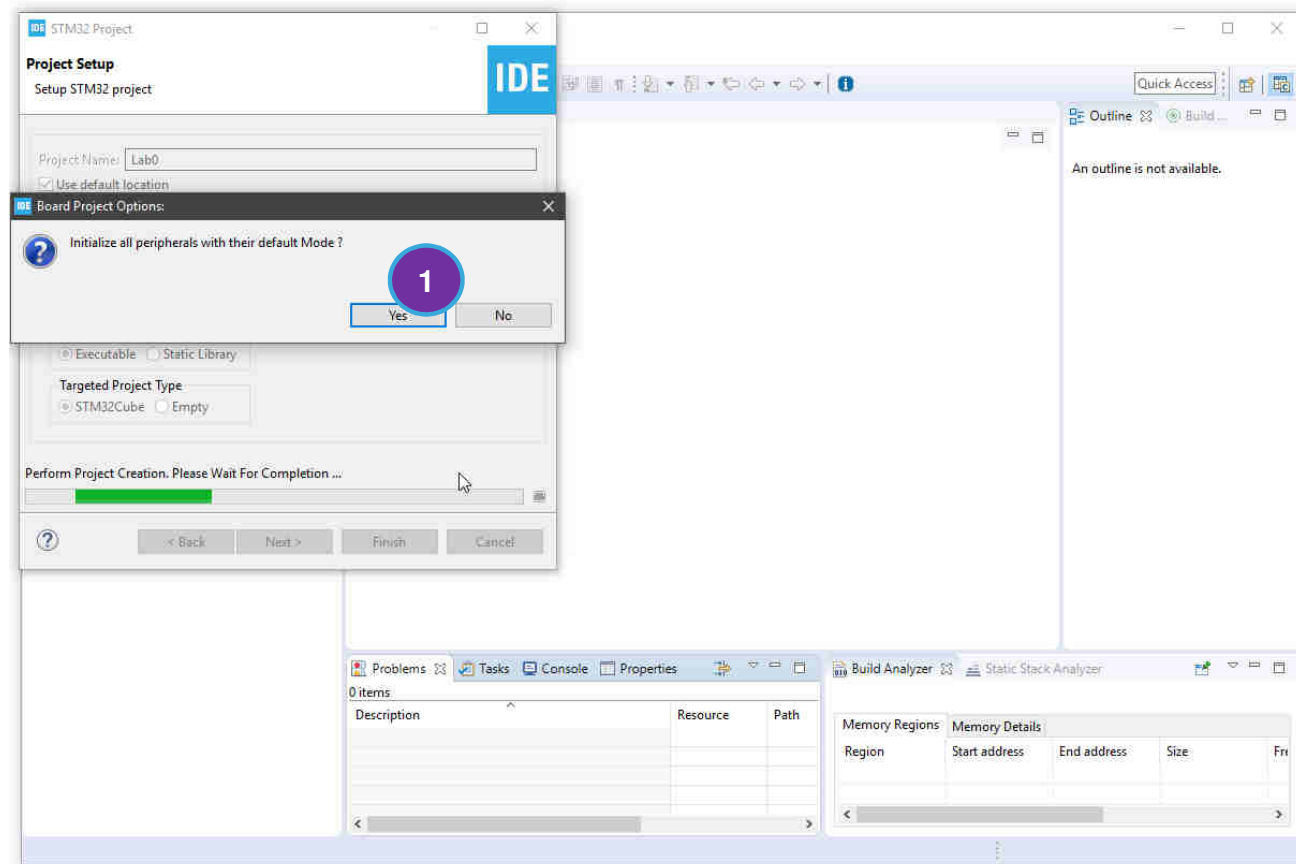 IDE STM32 Project
Project Setup
Setup STM32 project
IDE
Quick Access
Outline
Build ...
An outline is not available.
Project Name: Lab0
Use default location
IDE Board Project Options:
Initialize all peripherals with their default Mode ?
1
Yes
No
Executable
Static Library
Targeted Project Type
STM32Cube
Empty
Perform Project Creation. Please Wait For Completion ...
< Back
Next >
Finish
Cancel
Problems
Tasks
Console
Properties
0 items
Description
Resource
Path
Build Analyzer
Static Stack Analyzer
Memory Regions
Memory Details
Region
Start address
End address
Size